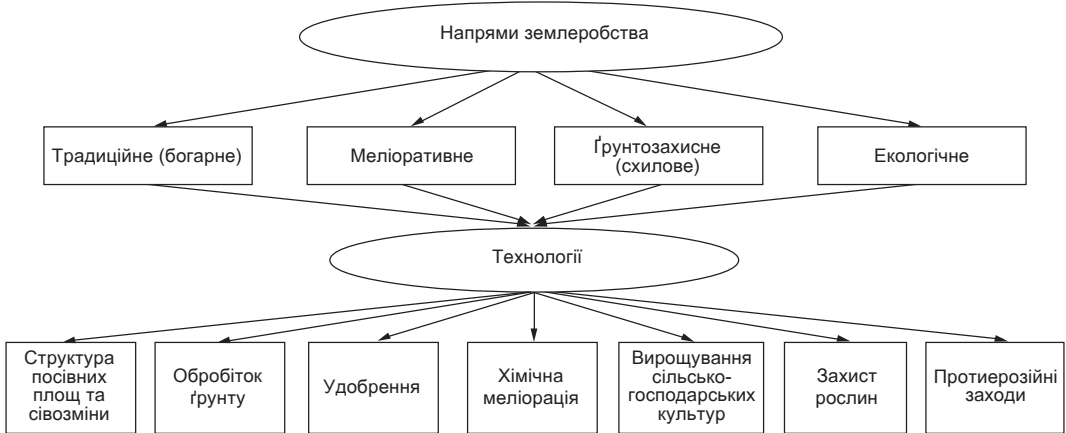 Напрями землеробства
Традиційне (богарне)
Меліоративне
Ґрунтозахисне
(схилове)
Екологічне
Технології
Структура
посівних
площ та
сівозміни
Обробіток
ґрунту
Удобрення
Хімічна
меліорація
Вирощування
сільсько-
господарських
культур
Захист
рослин
Протиерозійні
заходи